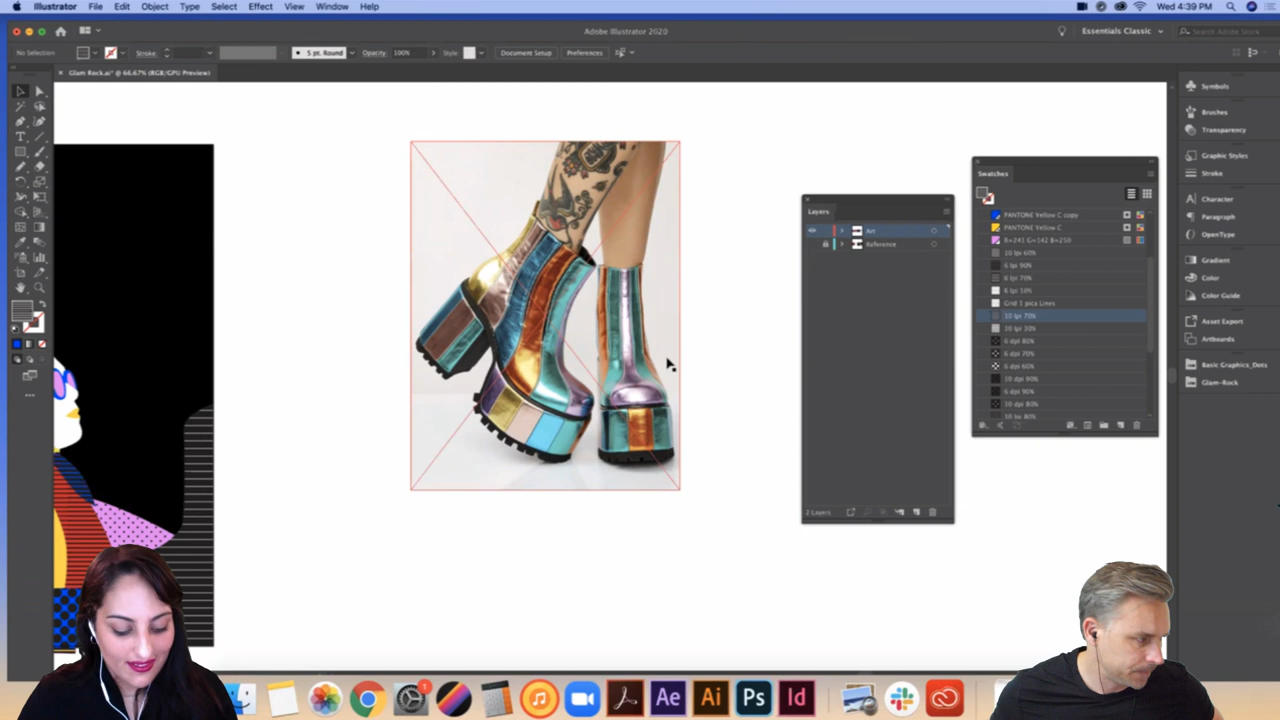 Illustrator File Edit Object Type Select Effect View Window Help
Wed 4:39 PM
Adobe Illustrator 2020
Essentials Classic
Search Adobe Stock
No Selection
Stroke:
5 pt. Round
Opacity: 100%
Style:
Document Setup
Preferences
Glam Rock.ai* @ 66.67% (RGB/GPU Preview)
Layers
Art
Reference
2 Layers
Swatches
PANTONE Yellow C copy
PANTONE Yellow C
R=241 G=142 B=250
10 lpi 60%
6 lpi 90%
6 lpi 70%
6 lpi 10%
Grid 1 pica Lines
10 lpi 70%
10 lpi 30%
6 dpi 80%
6 dpi 70%
6 dpi 60%
10 dpi 90%
6 dpi 90%
10 dpi 80%
Symbols
Brushes
Transparency
Graphic Styles
Stroke
Character
Paragraph
OpenType
Gradient
Color
Color Guide
Asset Export
Artboards
Basic Graphics_Dots
Glam-Rock
1
Ae
Ai
Ps
Id